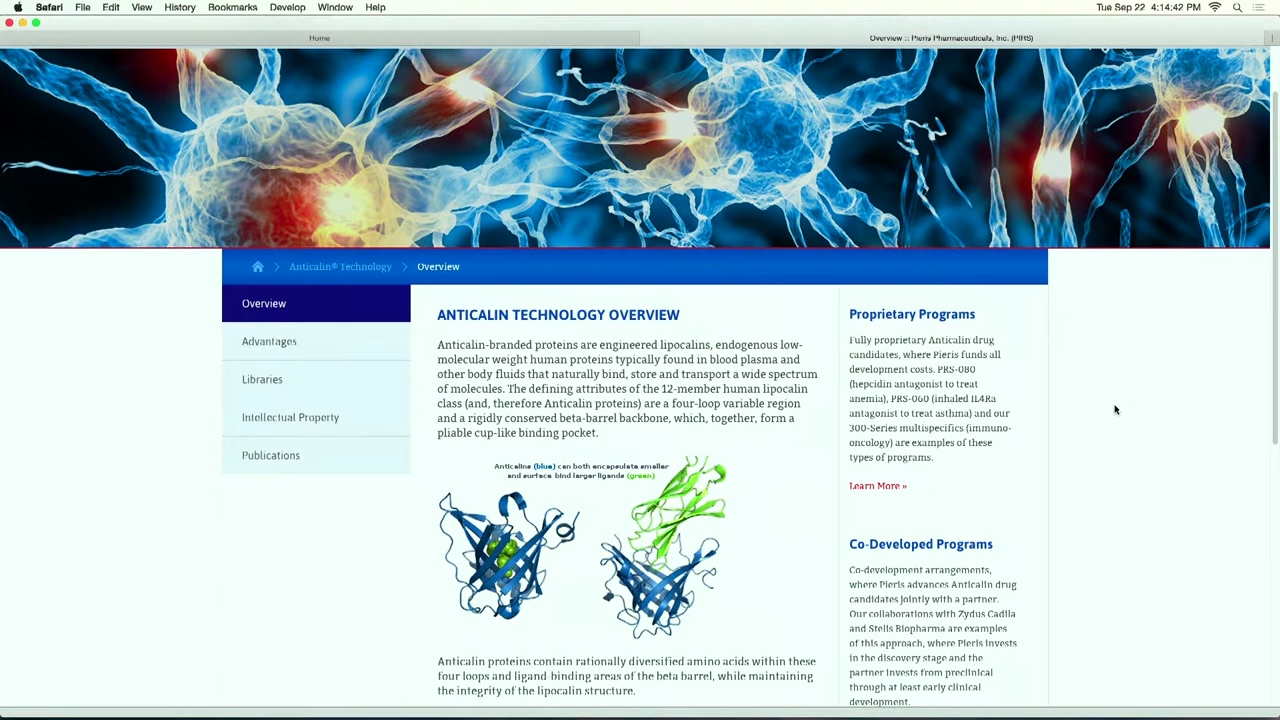 Safari File Edit View History Bookmarks Develop Window Help Tue Sep 22 4:14:42 PM
Home
Overview :: Pieris Pharmaceuticals, Inc. (PIRS)
Anticalin® Technology Overview
Overview
Advantages
Libraries
Intellectual Property
Publications
ANTICALIN TECHNOLOGY OVERVIEW
Anticalin-branded proteins are engineered lipocalins, endogenous low-
molecular weight human proteins typically found in blood plasma and
other body fluids that naturally bind, store and transport a wide spectrum
of molecules. The defining attributes of the 12-member human lipocalin
class (and, therefore Anticalin proteins) are a four-loop variable region
and a rigidly conserved beta-barrel backbone, which, together, form a
pliable cup-like binding pocket.
Anticalins (blue) can both encapsulate smaller
and surface bind larger ligands (green)
Anticalin proteins contain rationally diversified amino acids within these
four loops and ligand-binding areas of the beta barrel, while maintaining
the integrity of the lipocalin structure.
Proprietary Programs
Fully proprietary Anticalin drug
candidates, where Pieris funds all
development costs. PRS-080
(hepcidin antagonist to treat
anemia), PRS-060 (inhaled IL4Ra
antagonist to treat asthma) and our
300-Series multispecifics (immuno-
oncology) are examples of these
types of programs.
Learn More »
Co-Developed Programs
Co-development arrangements,
where Pieris advances Anticalin drug
candidates jointly with a partner.
Our collaborations with Zydus Cadila
and Stelis Biopharma are examples
of this approach, where Pieris invests
in the discovery stage and the
partner invests from preclinical
through at least early clinical
development.